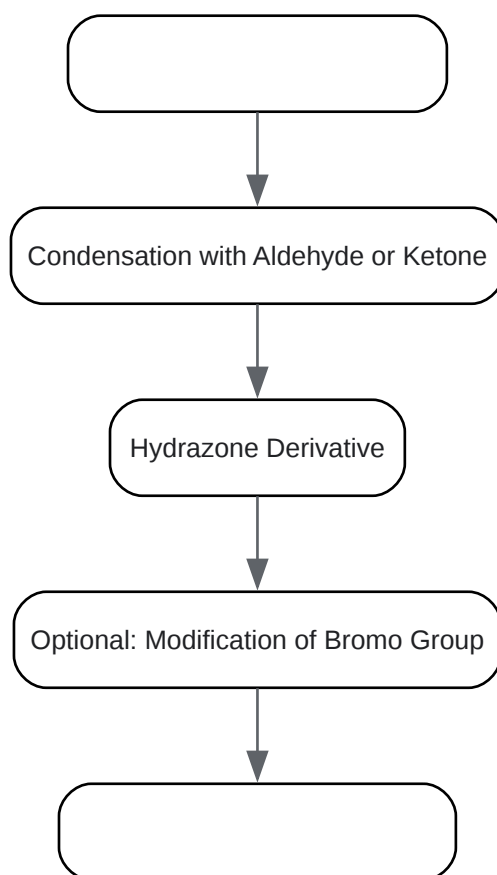 Condensation with Aldehyde or Ketone
Hydrazone Derivative
Optional: Modification of Bromo Group